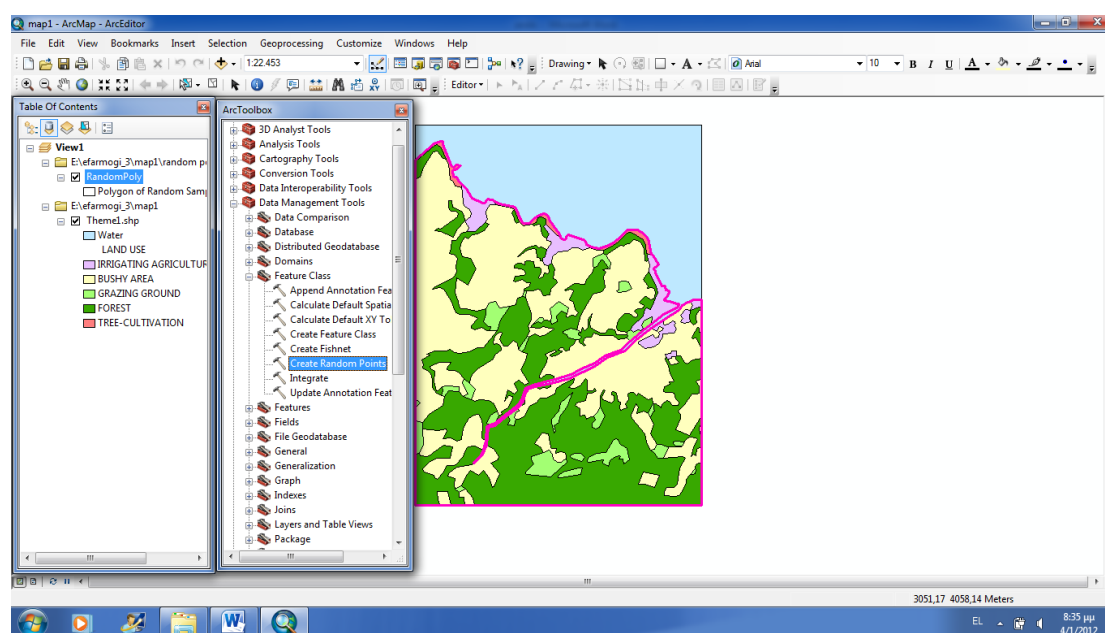 map1 - ArcMap - ArcEditor
File Edit View Bookmarks Insert Selection Geoprocessing Customize Windows Help
1:22.453
Drawing
A
Arial
10
B I U A
Editor
Table Of Contents
View1
E:\efarmogi_3\map1\random p
RandomPoly
Polygon of Random Sam
E:\efarmogi_3\map1
Theme1.shp
Water
LAND USE
IRRIGATING AGRICULTUR
BUSHY AREA
GRAZING GROUND
FOREST
TREE-CULTIVATION
ArcToolbox
3D Analyst Tools
Analysis Tools
Cartography Tools
Conversion Tools
Data Interoperability Tools
Data Management Tools
Data Comparison
Database
Distributed Geodatabase
Domains
Feature Class
Append Annotation Fea
Calculate Default Spatia
Calculate Default XY To
Create Feature Class
Create Fishnet
Create Random Points
Integrate
Update Annotation Feat
Features
Fields
File Geodatabase
General
Generalization
Graph
Indexes
Joins
Layers and Table Views
Package
3051,17 4058,14 Meters
EL
8:35 μμ
4/1/2012